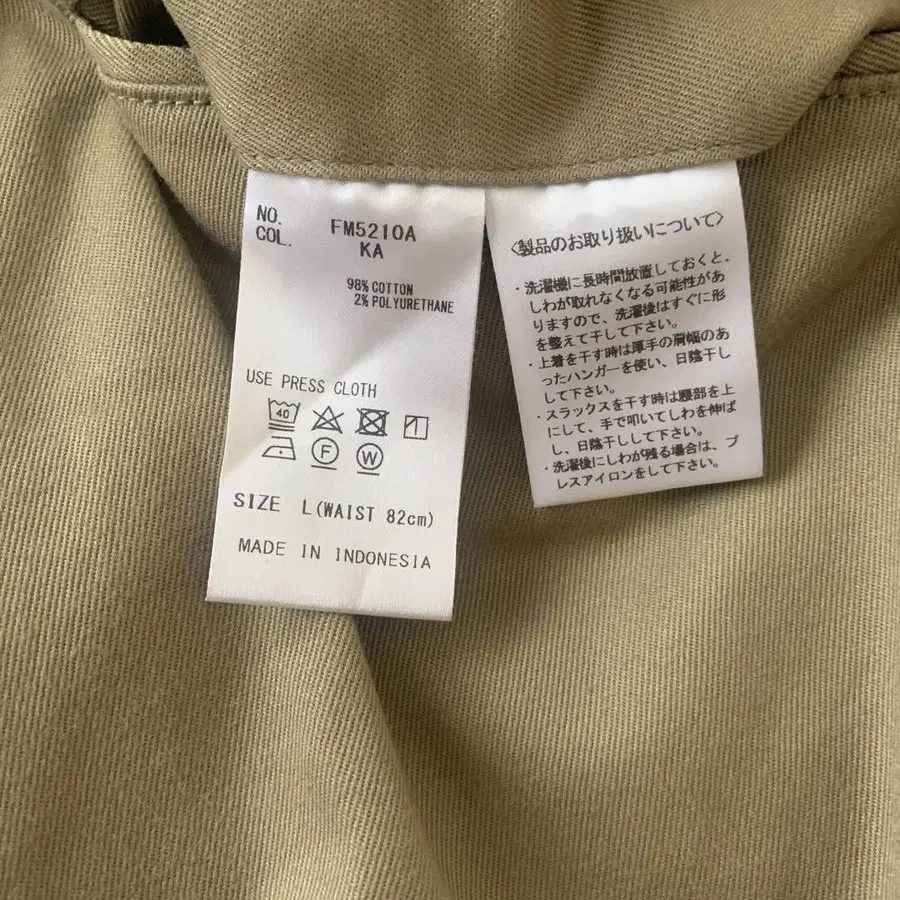 NO. FM5210A
COL. KA
98% COTTON
2% POLYURETHANE
USE PRESS CLOTH
40
F W
SIZE L(WAIST 82cm)
MADE IN INDONESIA
〈製品のお取り扱いについて〉
・洗濯機に長時間放置しておくと、
しわが取れなくなる可能性があ
りますので、洗濯後はすぐに形
を整えて干して下さい。
・上着を干す時は厚手の肩幅のあ
ったハンガーを使い、日陰干し
して下さい。
・スラックスを干す時は腰部を上
にして、手で叩いてしわを伸ば
し、日陰干しして下さい。
・洗濯後にしわが残る場合は、プ
レスアイロンをして下さい。